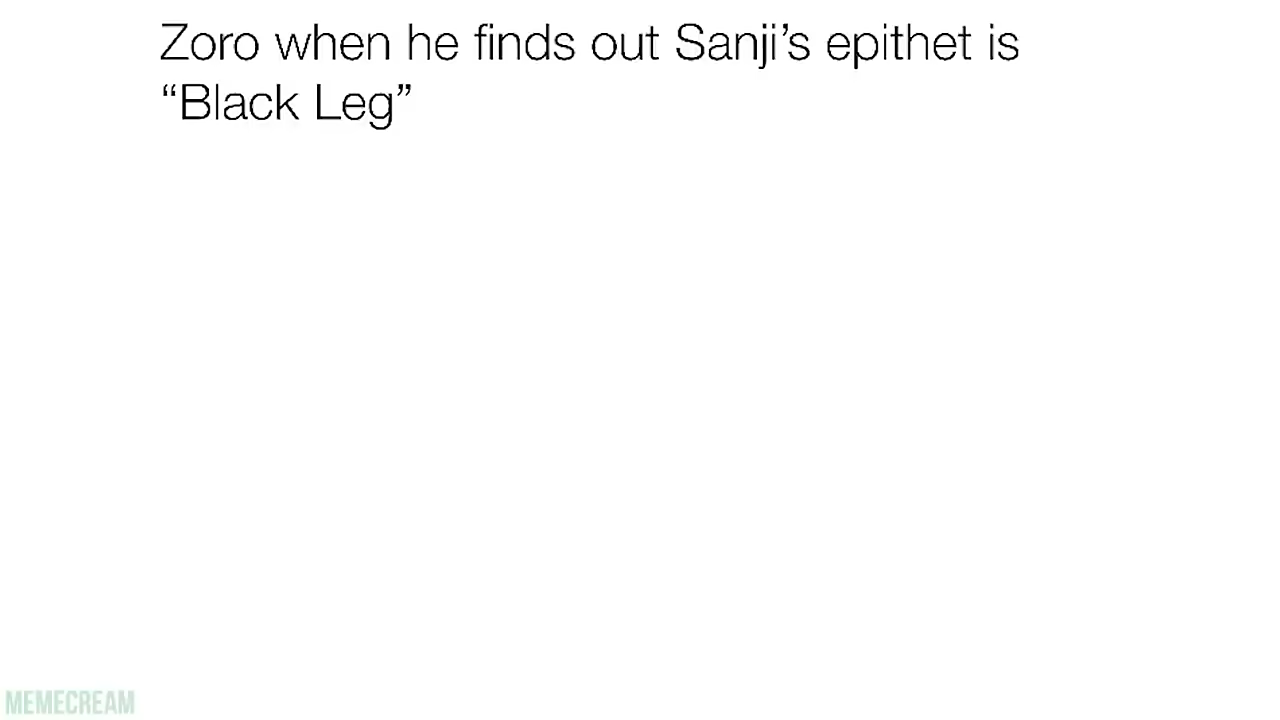 Zoro when he finds out Sanji’s epithet is
“Black Leg”
MEMECREAM